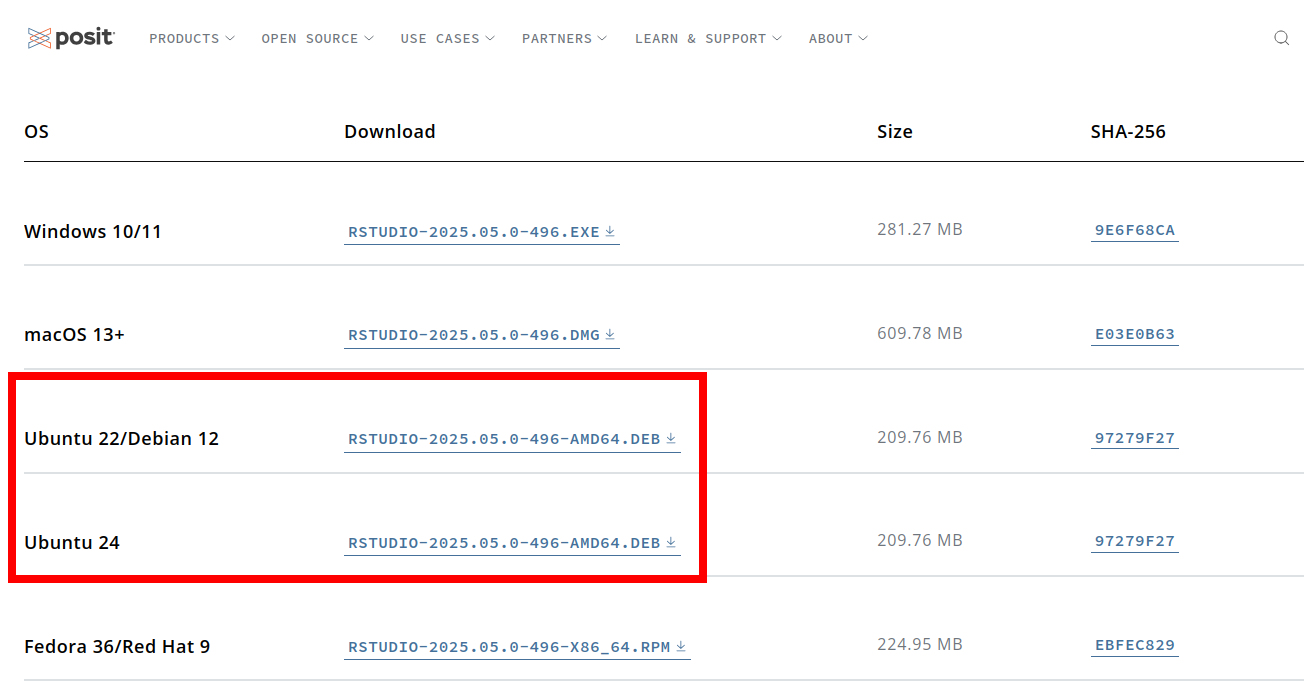 posit PRODUCTS OPEN SOURCE USE CASES PARTNERS LEARN & SUPPORT ABOUT
OS Download Size SHA-256
Windows 10/11 RSTUDIO-2025.05.0-496.EXE 281.27 MB 9E6F68CA
macOS 13+ RSTUDIO-2025.05.0-496.DMG 609.78 MB E03E0B63
Ubuntu 22/Debian 12 RSTUDIO-2025.05.0-496-AMD64.DEB 209.76 MB 97279F27
Ubuntu 24 RSTUDIO-2025.05.0-496-AMD64.DEB 209.76 MB 97279F27
Fedora 36/Red Hat 9 RSTUDIO-2025.05.0-496-X86_64.RPM 224.95 MB EBFEC829